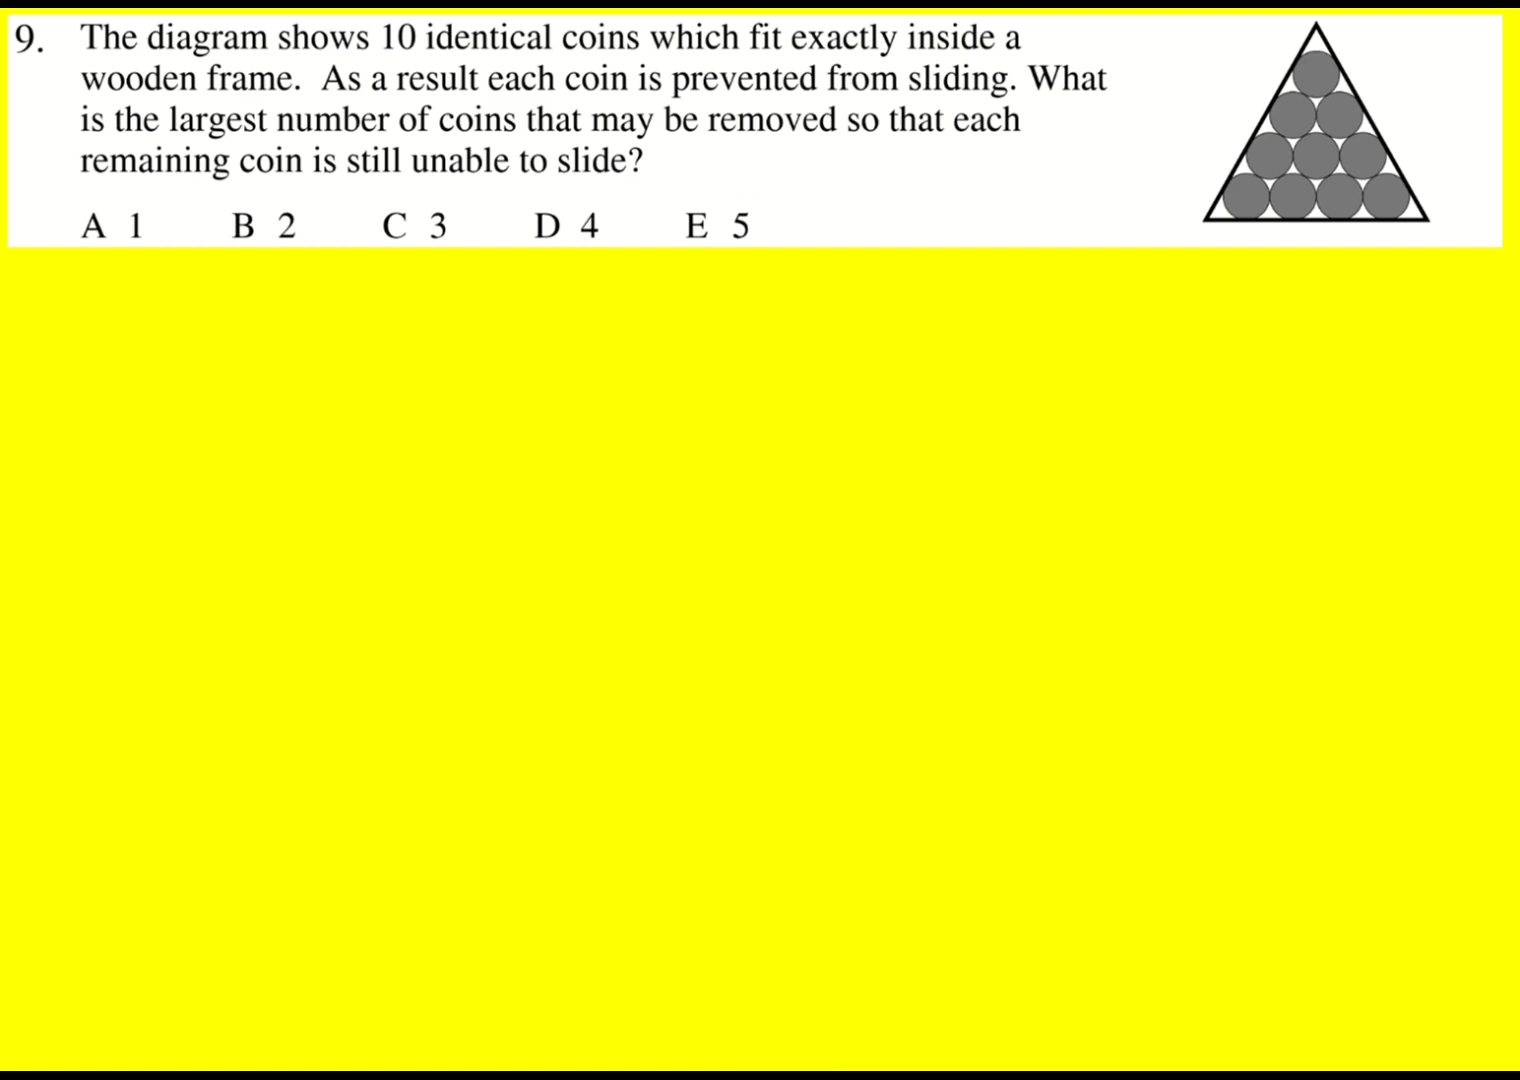 9. The diagram shows 10 identical coins which fit exactly inside a
wooden frame. As a result each coin is prevented from sliding. What
is the largest number of coins that may be removed so that each
remaining coin is still unable to slide?
A 1 B 2 C 3 D 4 E 5